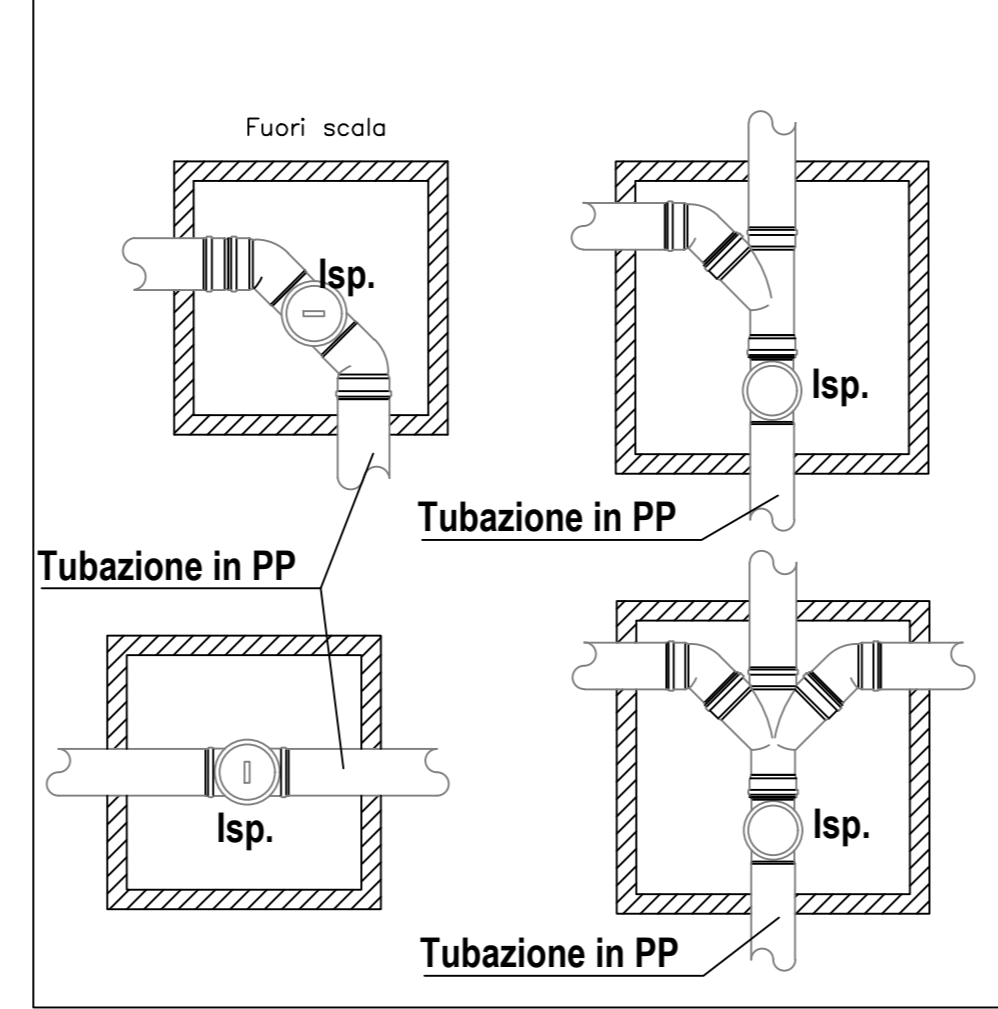 Fuori scala
Isp.
Isp.
Tubazione in PP
Tubazione in PP
Isp.
Isp.
Tubazione in PP